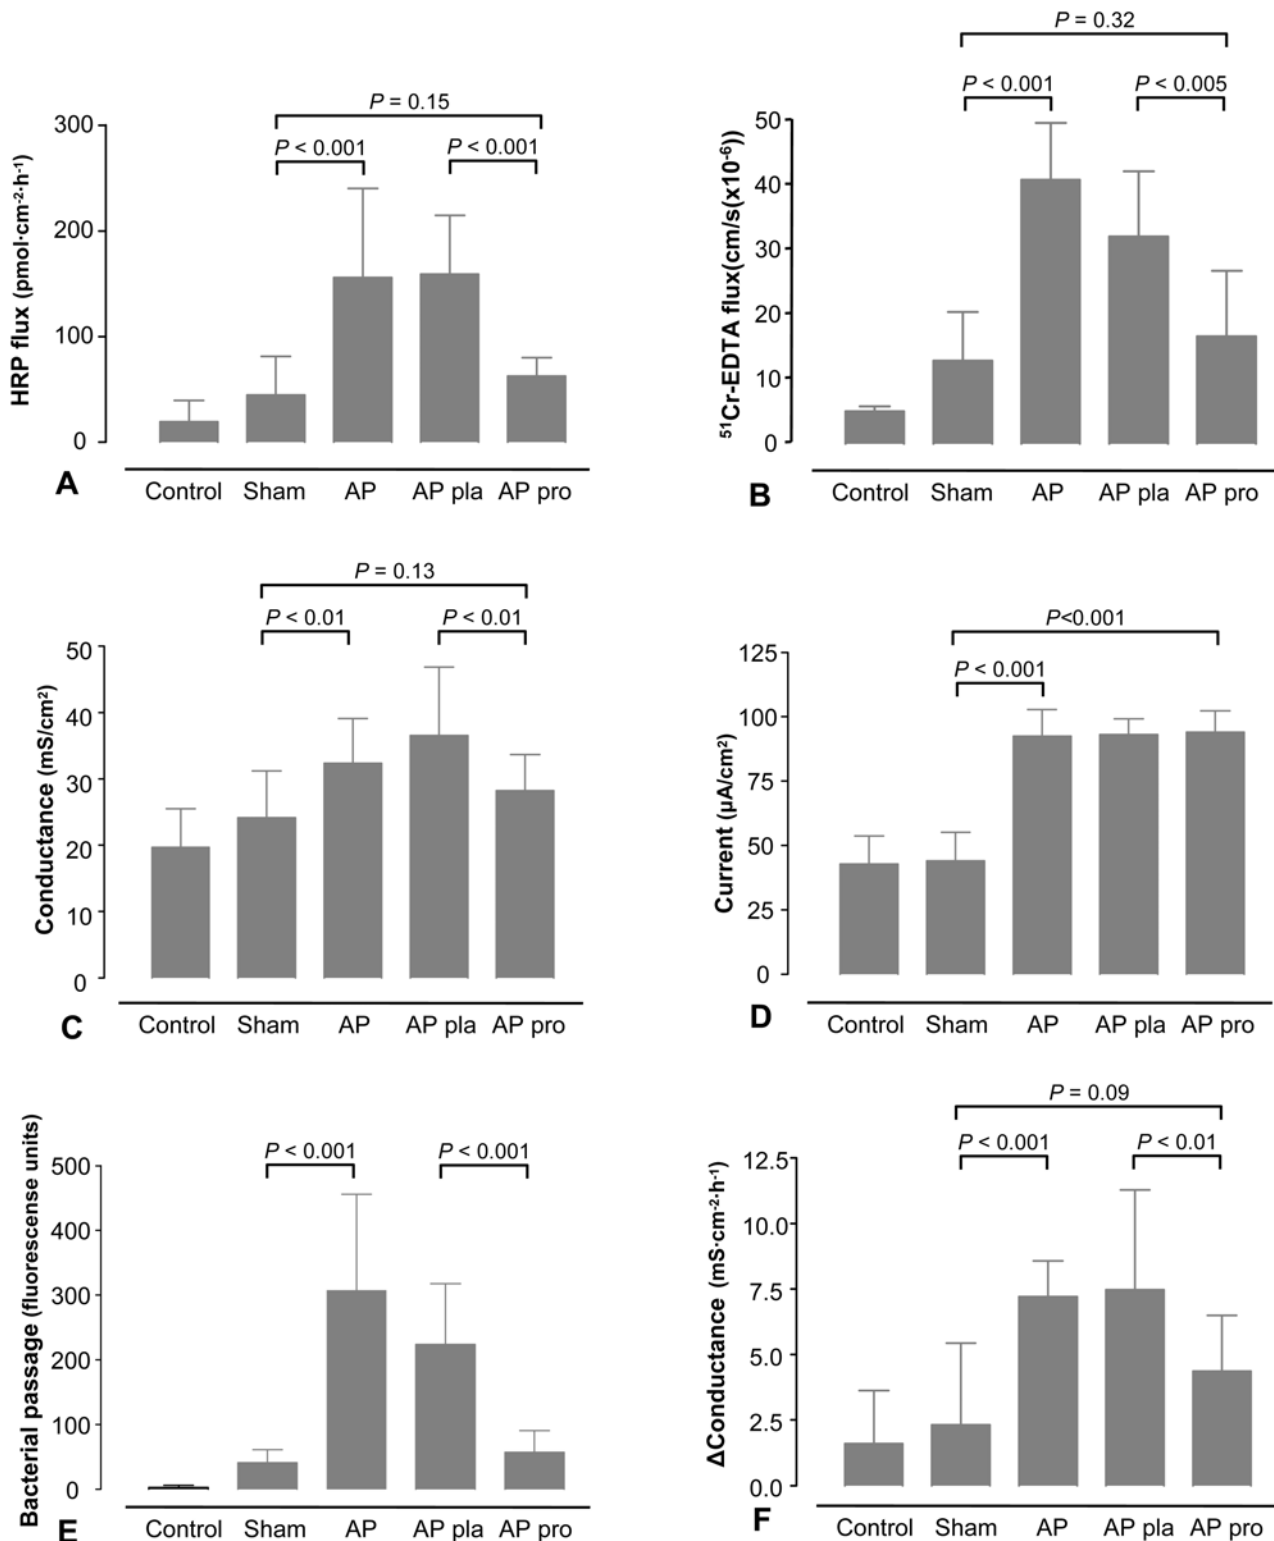 P = 0.15
P < 0.001
P < 0.001
HRP flux (pmol·cm-2·h-1)
300
200
100
0
A
Control Sham AP AP pla AP pro
P = 0.32
P < 0.001
P < 0.005
51Cr-EDTA flux(cm/s(x10-6))
50
40
30
20
10
0
B
Control Sham AP AP pla AP pro
P = 0.13
P < 0.01
P < 0.01
Conductance (mS/cm2)
50
40
30
20
10
0
C
Control Sham AP AP pla AP pro
P<0.001
P < 0.001
Current (µA/cm2)
125
100
75
50
25
0
D
Control Sham AP AP pla AP pro
P < 0.001
P < 0.001
Bacterial passsage (fluorescense units)
500
400
300
200
100
0
E
Control Sham AP AP pla AP pro
P = 0.09
P < 0.001
P < 0.01
ΔConductance (mS·cm-2·h-1)
12.5
10.0
7.5
5.0
2.5
0.0
F
Control Sham AP AP pla AP pro